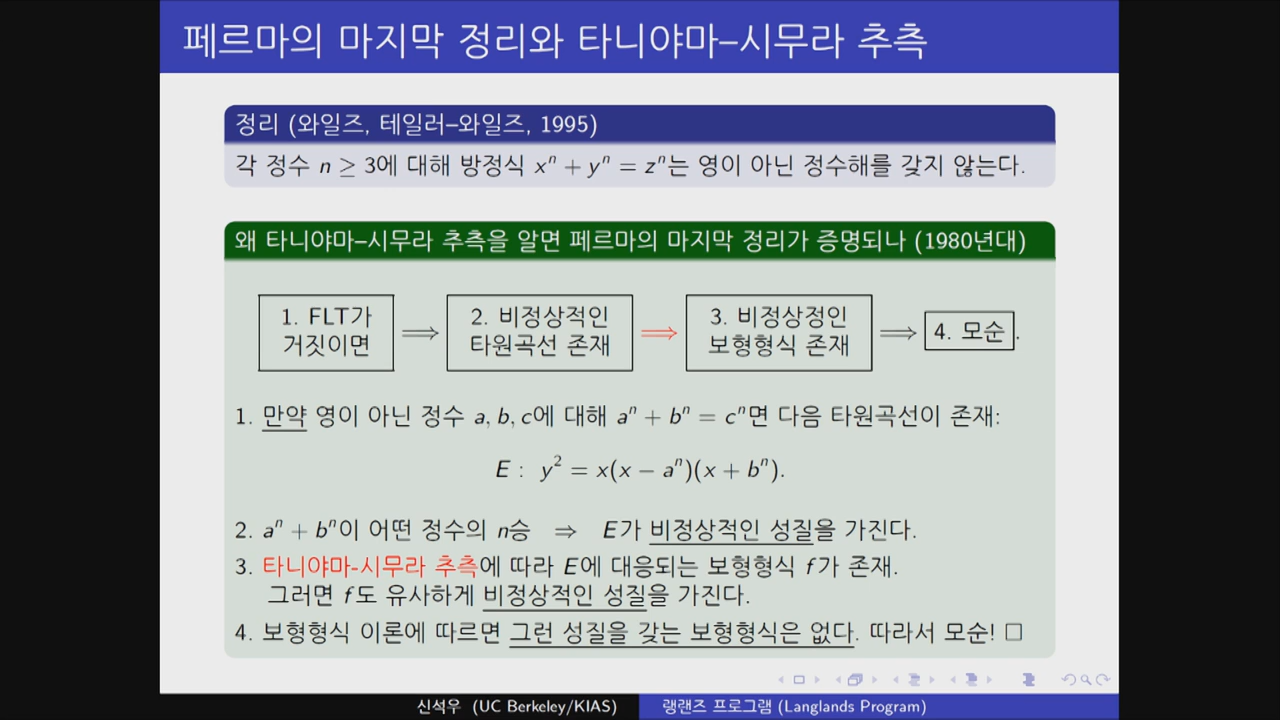 페르마의 마지막 정리와 타니야마–시무라 추측
정리 (와일즈, 테일러–와일즈, 1995)
각 정수 n ≥ 3에 대해 방정식 xⁿ + yⁿ = zⁿ는 영이 아닌 정수해를 갖지 않는다.
왜 타니야마–시무라 추측을 알면 페르마의 마지막 정리가 증명되나 (1980년대)
1. FLT가
거짓이면
⟹
2. 비정상적인
타원곡선 존재
⟹
3. 비정상정인
보형형식 존재
⟹
4. 모순.
1. 만약 영이 아닌 정수 a, b, c에 대해 aⁿ + bⁿ = cⁿ면 다음 타원곡선이 존재:
E : y² = x(x − aⁿ)(x + bⁿ).
2. aⁿ + bⁿ이 어떤 정수의 n승 ⇒ E가 비정상적인 성질을 가진다.
3. 타니야마-시무라 추측에 따라 E에 대응되는 보형형식 f가 존재.
그러면 f도 유사하게 비정상적인 성질을 가진다.
4. 보형형식 이론에 따르면 그런 성질을 갖는 보형형식은 없다. 따라서 모순! □
신석우 (UC Berkeley/KIAS)
랭랜즈 프로그램 (Langlands Program)